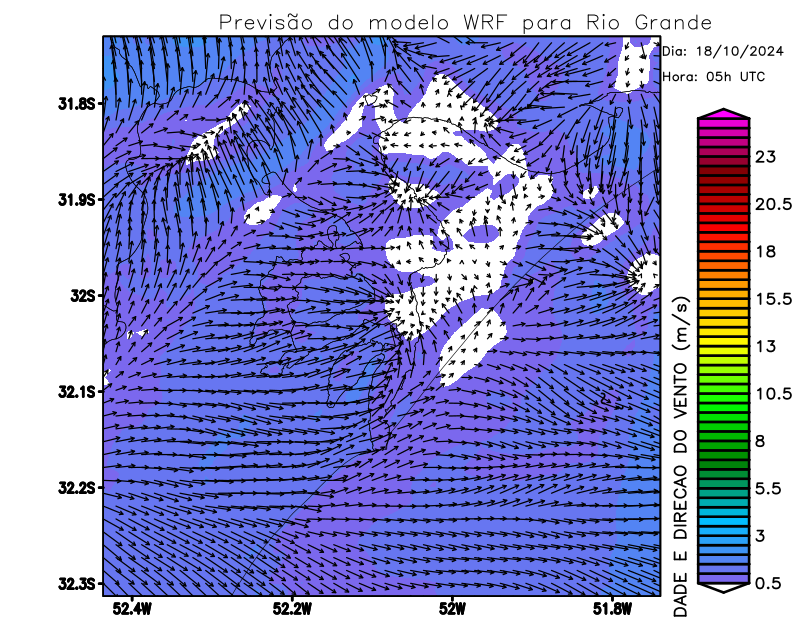 Previsão do modelo WRF para Rio Grande
Dia: 18/10/2024
Hora: 05h UTC
31.8S
31.9S
32S
32.1S
32.2S
32.3S
52.4W
52.2W
52W
51.8W
DADE E DIRECAO DO VENTO (m/s)
23
20.5
18
15.5
13
10.5
8
5.5
3
0.5